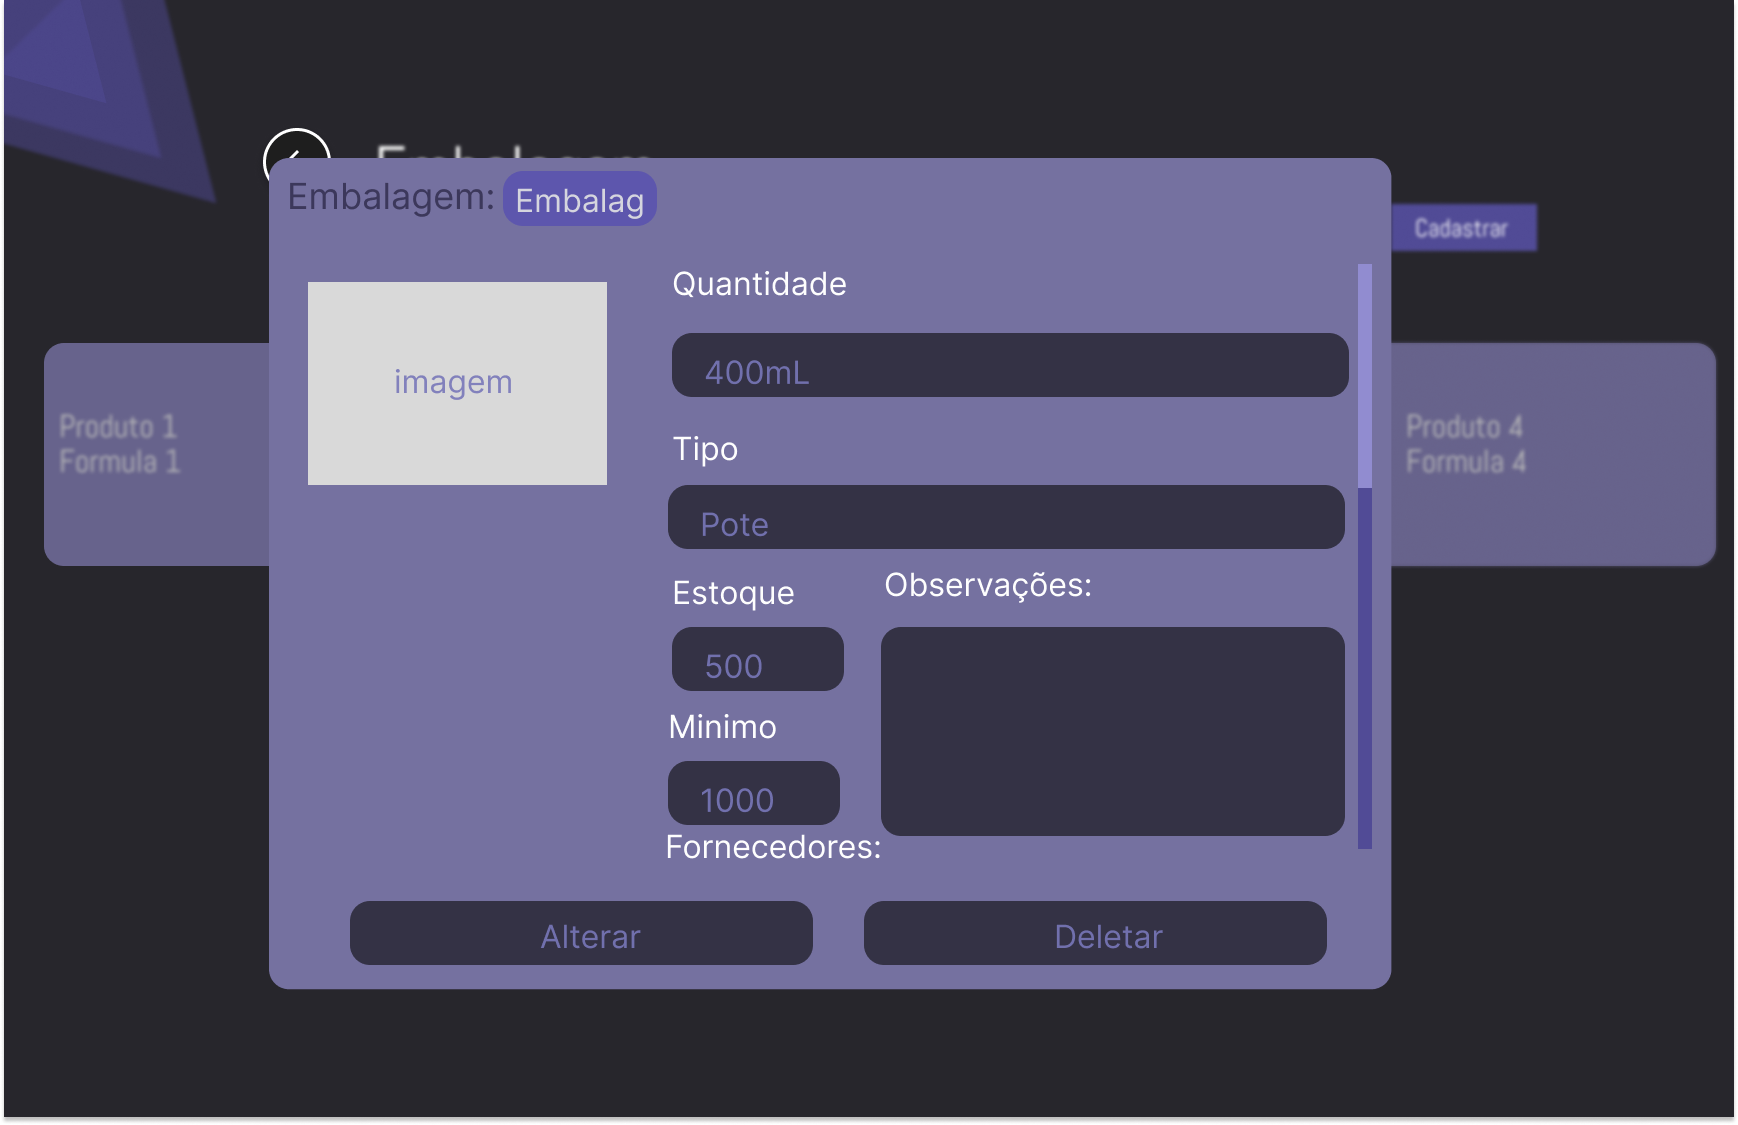 Embalagem
Embalagem: Embalag
Cadastrar
Quantidade
imagem
400mL
Produto 1
Formula 1
Produto 4
Formula 4
Tipo
Pote
Estoque
Observações:
500
Minimo
1000
Fornecedores:
Alterar
Deletar